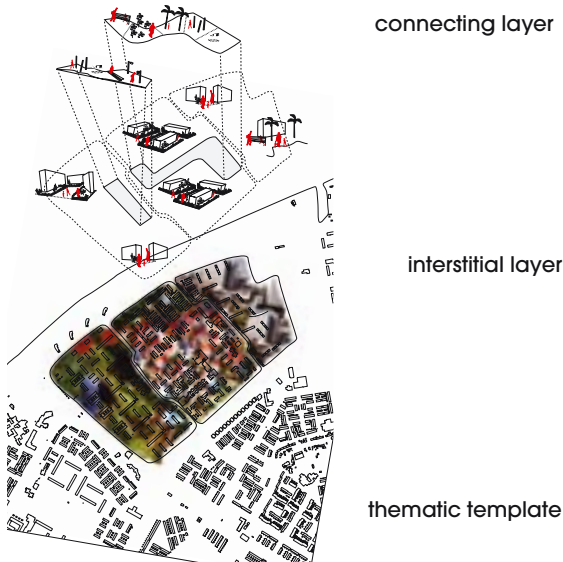 connecting layer
interstitial layer
thematic template